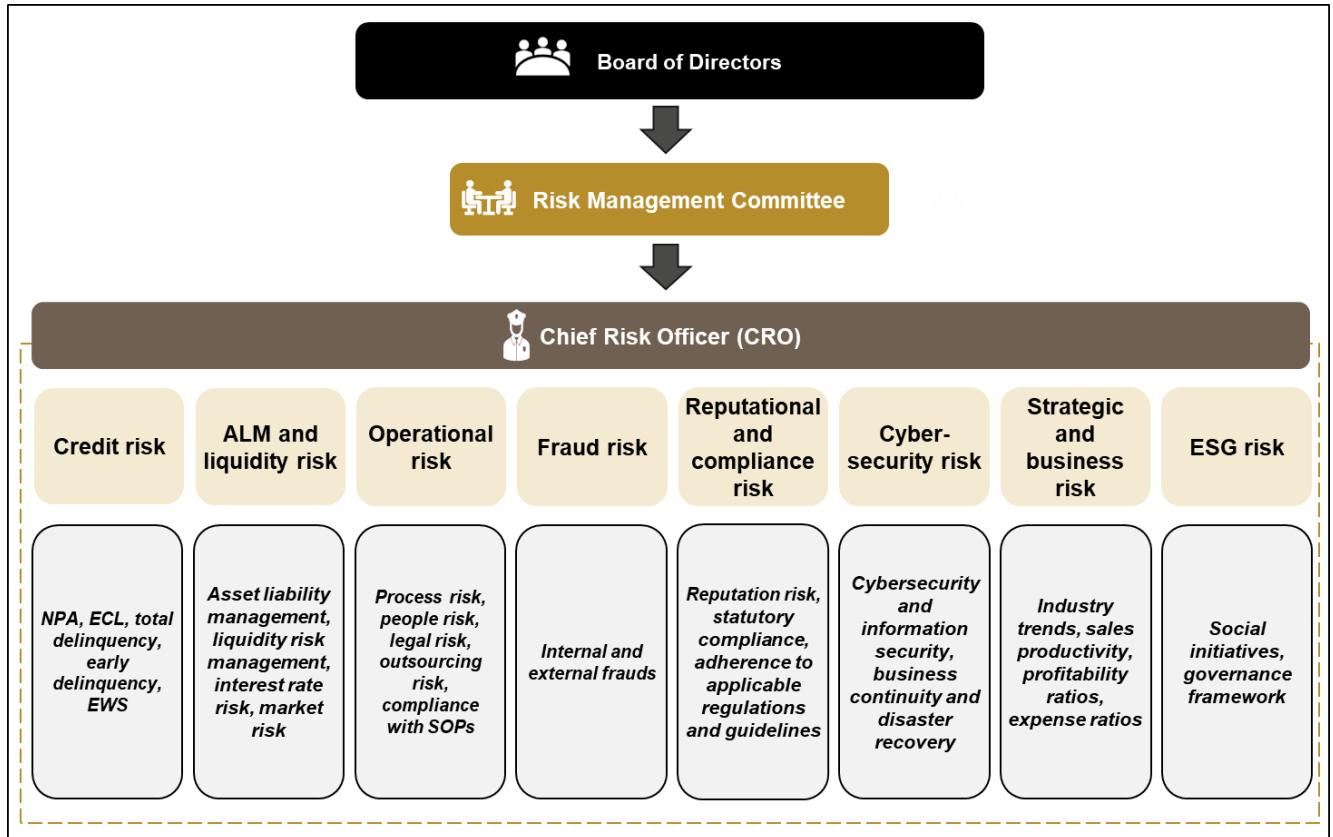 Board of Directors
Risk Management Committee
Chief Risk Officer (CRO)
Credit risk
ALM and
liquidity risk
Operational
risk
Fraud risk
Reputational
and
compliance
risk
Cyber-
security risk
Strategic
and
business
risk
ESG risk
NPA, ECL, total
delinquency,
early
delinquency,
EWS
Asset liability
management,
liquidity risk
management,
interest rate
risk, market
risk
Process risk,
people risk,
legal risk,
outsourcing
risk,
compliance
with SOPs
Internal and
external frauds
Reputation risk,
statutory
compliance,
adherence to
applicable
regulations
and guidelines
Cybersecurity
and
information
security,
business
continuity and
disaster
recovery
Industry
trends, sales
productivity,
profitability
ratios,
expense ratios
Social
initiatives,
governance
framework